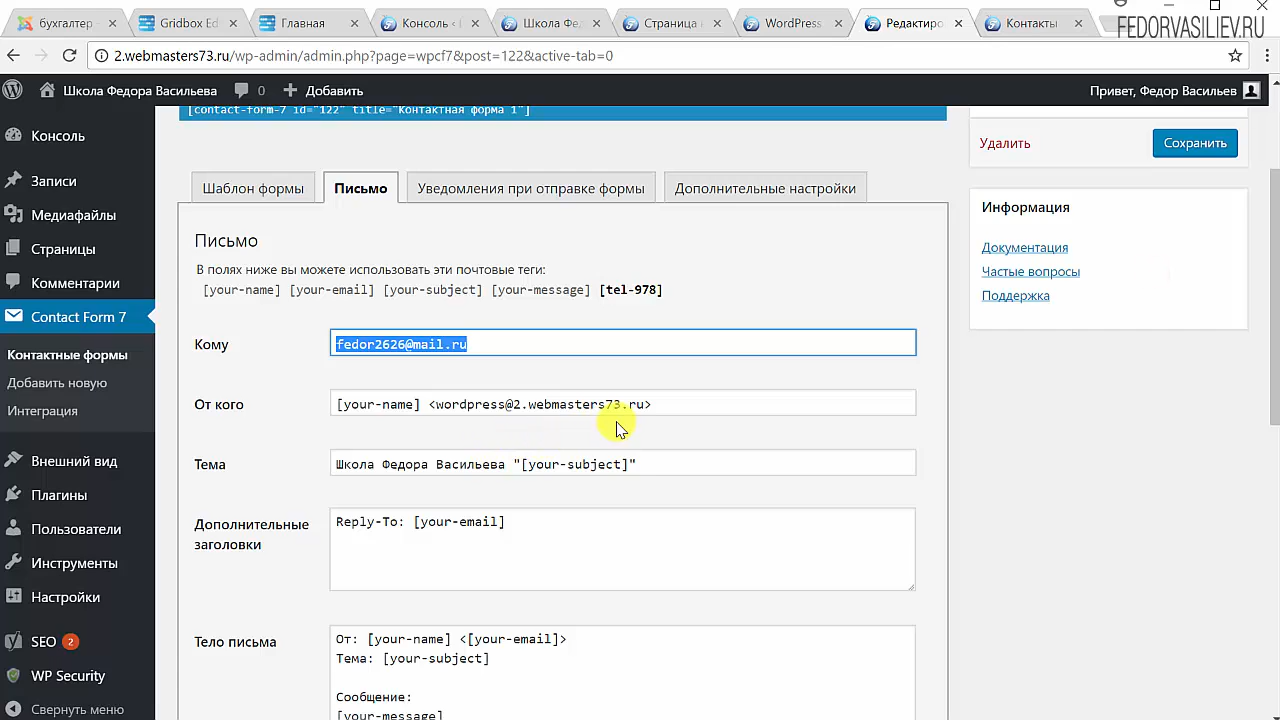 бухгалтер
Gridbox Ed
Главная
Консоль ‹
Школа Фе
Страница
WordPress
Редактиро
Контакты
FEDORVASILIEV.RU
2.webmasters73.ru/wp-admin/admin.php?page=wpcf7&post=122&active-tab=0
Школа Федора Васильева
0
Добавить
Привет, Федор Васильев
[contact-form-7 id="122" title="Контактная форма 1"]
Консоль
Записи
Медиафайлы
Страницы
Комментарии
Contact Form 7
Контактные формы
Добавить новую
Интеграция
Внешний вид
Плагины
Пользователи
Инструменты
Настройки
SEO 2
WP Security
Свернуть меню
Шаблон формы
Письмо
Уведомления при отправке формы
Дополнительные настройки
Письмо
В полях ниже вы можете использовать эти почтовые теги:
[your-name] [your-email] [your-subject] [your-message] [tel-978]
Кому
fedor2626@mail.ru
От кого
[your-name] <wordpress@2.webmasters73.ru>
Тема
Школа Федора Васильева "[your-subject]"
Дополнительные
заголовки
Reply-To: [your-email]
Тело письма
От: [your-name] <[your-email]>
Тема: [your-subject]
Сообщение:
[your-message]
Удалить
Сохранить
Информация
Документация
Частые вопросы
Поддержка